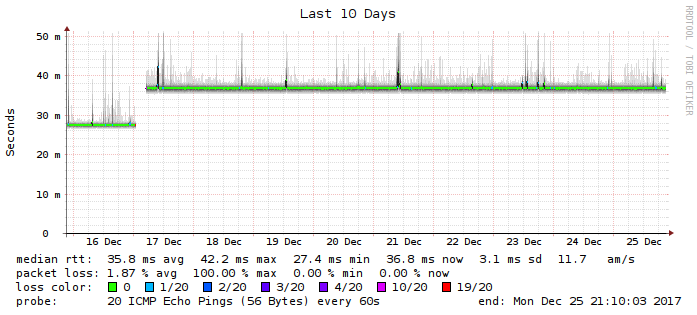 Last 10 Days
RRDTOOL / TOBI OETIKER
Seconds
50 m
40 m
30 m
20 m
10 m
0
16 Dec 17 Dec 18 Dec 19 Dec 20 Dec 21 Dec 22 Dec 23 Dec 24 Dec 25 Dec
median rtt: 35.8 ms avg 42.2 ms max 27.4 ms min 36.8 ms now 3.1 ms sd 11.7 am/s
packet loss: 1.87 % avg 100.00 % max 0.00 % min 0.00 % now
loss color: 0 1/20 2/20 3/20 4/20 10/20 19/20
probe: 20 ICMP Echo Pings (56 Bytes) every 60s end: Mon Dec 25 21:10:03 2017